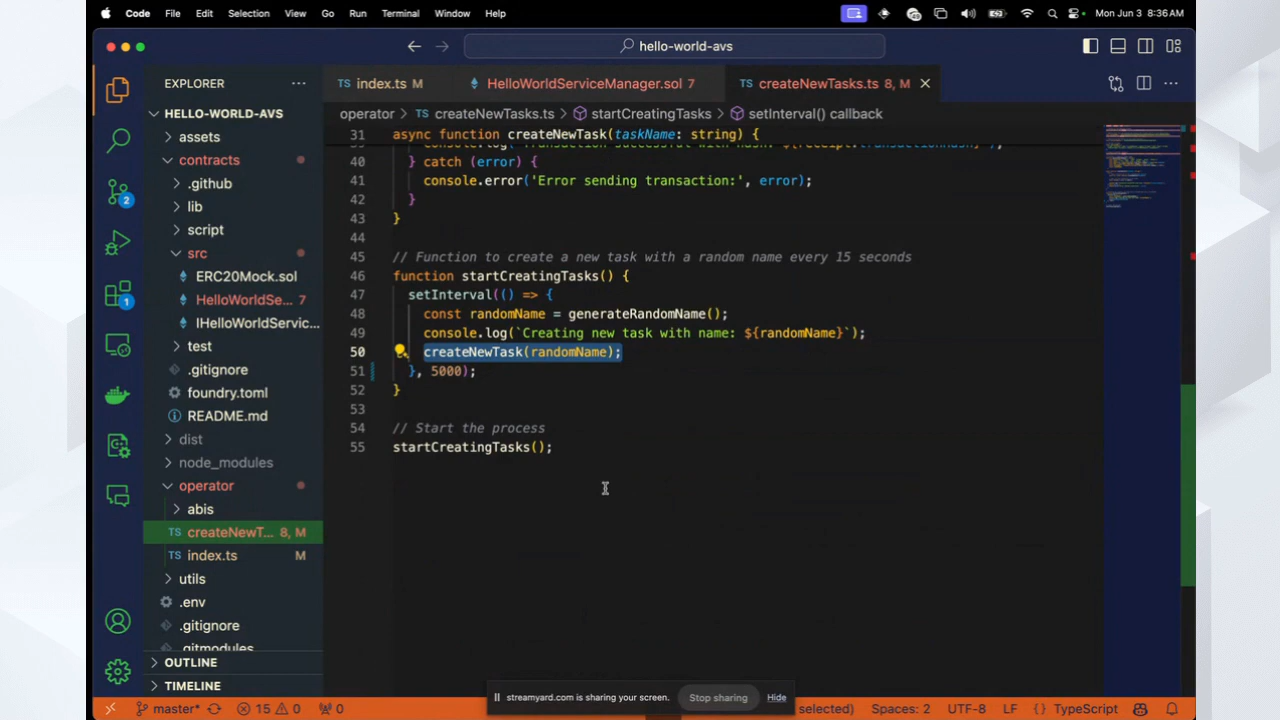 Code File Edit Selection View Go Run Terminal Window Help Mon Jun 3 8:36 AM
hello-world-avs
EXPLORER
index.ts M
HelloWorldServiceManager.sol 7
createNewTasks.ts 8, M
operator > createNewTasks.ts > startCreatingTasks > setInterval() callback
HELLO-WORLD-AVS
assets
contracts
.github
lib
script
src
ERC20Mock.sol
HelloWorldSe... 7
IHelloWorldServic...
test
.gitignore
foundry.toml
README.md
dist
node_modules
operator
abis
TS createNewT... 8, M
TS index.ts M
utils
.env
.gitignore
.gitmodules
OUTLINE
TIMELINE
31 async function createNewTask(taskName: string) {
40 } catch (error) {
41 console.error('Error sending transaction:', error);
42 }
43 }
44
45 // Function to create a new task with a random name every 15 seconds
46 function startCreatingTasks() {
47 setInterval(() => {
48 const randomName = generateRandomName();
49 console.log(`Creating new task with name: ${randomName}`);
50 createNewTask(randomName);
51 }, 5000);
52 }
53
54 // Start the process
55 startCreatingTasks();
streamyard.com is sharing your screen. Stop sharing Hide
master* 15 0 0 selected) Spaces: 2 UTF-8 LF {} TypeScript